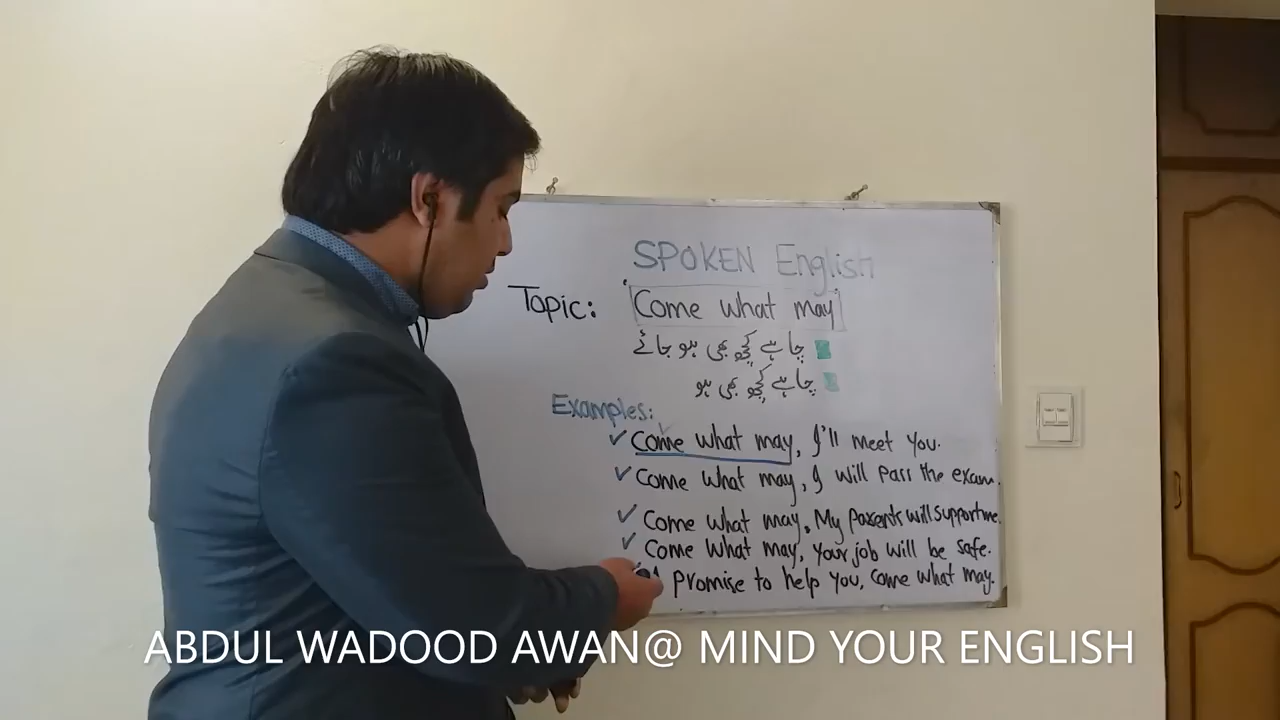 SPOKEN English
Topic: Come what may
چاہے کچھ بھی ہو جائے
چاہے کچھ بھی ہو
Examples:
✓ Come what may, I'll meet you.
✓ Come what may, I will pass the exam.
✓ Come what may, My parents will support me.
✓ Come what may, your job will be safe.
promise to help you, come what may.
ABDUL WADOOD AWAN@ MIND YOUR ENGLISH